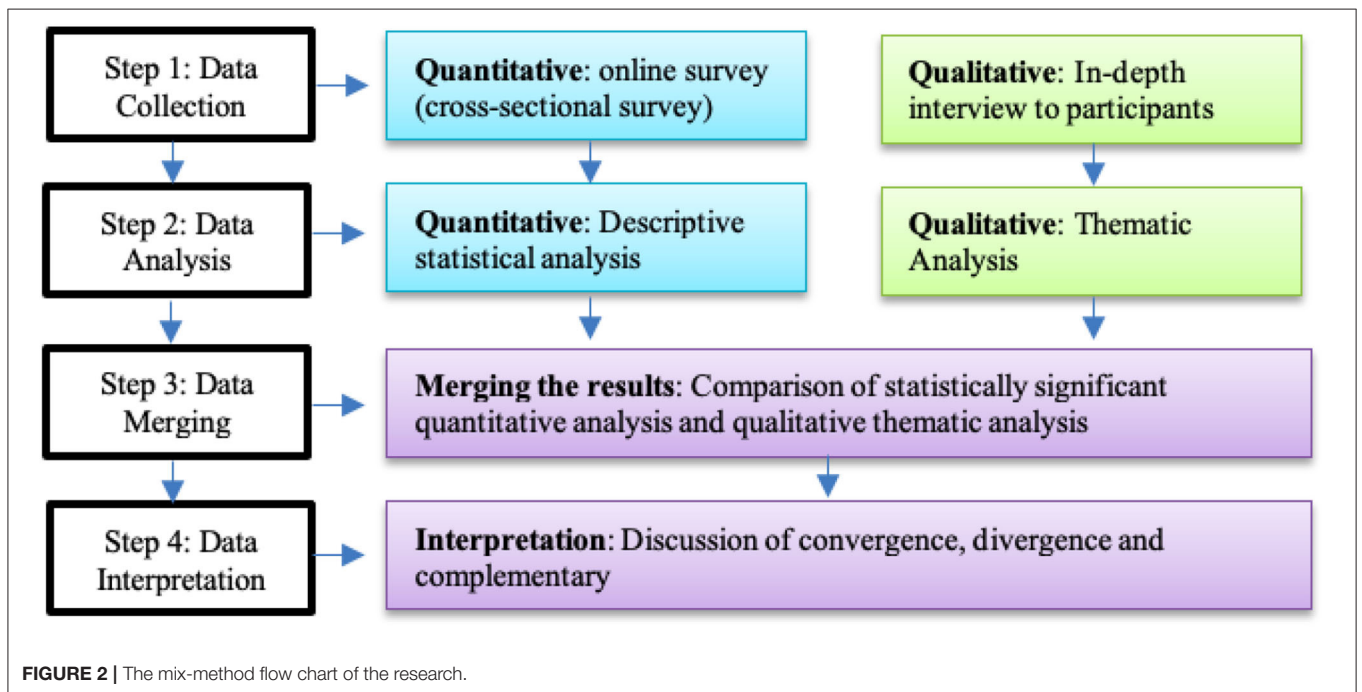 Step 1: Data
Collection
Quantitative: online survey
(cross-sectional survey)
Qualitative: In-depth
interview to participants
Step 2: Data
Analysis
Quantitative: Descriptive
statistical analysis
Qualitative: Thematic
Analysis
Step 3: Data
Merging
Merging the results: Comparison of statistically significant
quantitative analysis and qualitative thematic analysis
Step 4: Data
Interpretation
Interpretation: Discussion of convergence, divergence and
complementary
FIGURE 2 | The mix-method flow chart of the research.